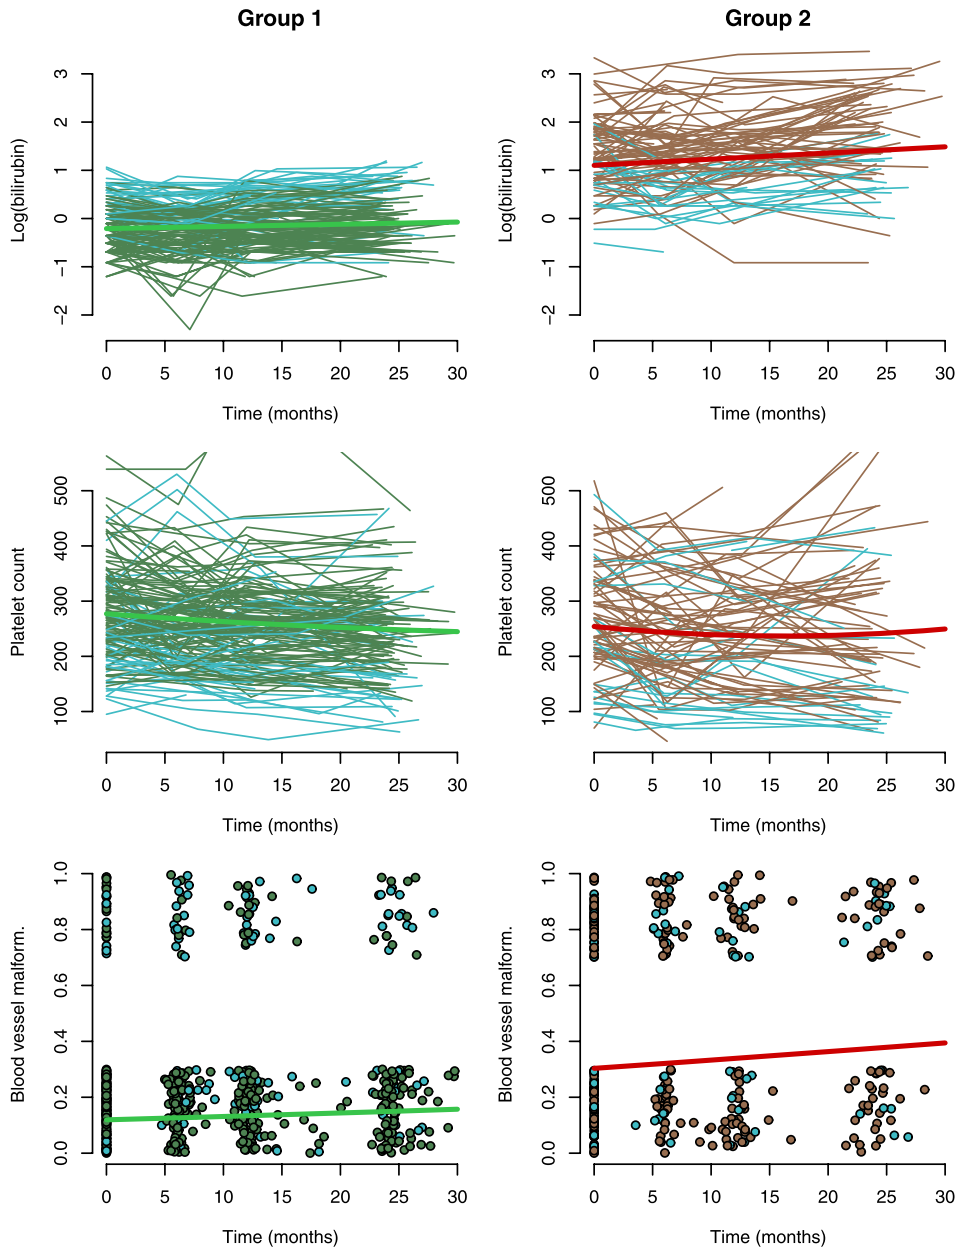 Group 1
Group 2
Log(bilirubin)
3
2
1
0
−1
−2
0 5 10 15 20 25 30
Time (months)
Log(bilirubin)
3
2
1
0
−1
−2
0 5 10 15 20 25 30
Time (months)
Platelet count
500
400
300
200
100
0 5 10 15 20 25 30
Time (months)
Platelet count
500
400
300
200
100
0 5 10 15 20 25 30
Time (months)
Blood vessel malform.
1.0
0.8
0.6
0.4
0.2
0.0
0 5 10 15 20 25 30
Time (months)
Blood vessel malform.
1.0
0.8
0.6
0.4
0.2
0.0
0 5 10 15 20 25 30
Time (months)